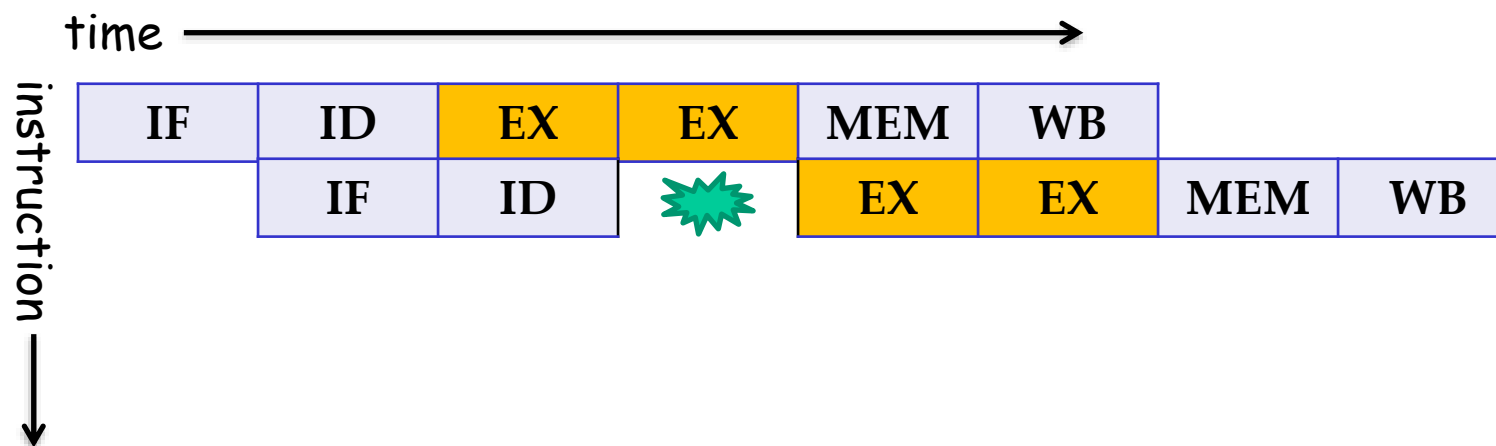 time
instruction
IF ID EX EX MEM WB
IF ID EX EX MEM WB